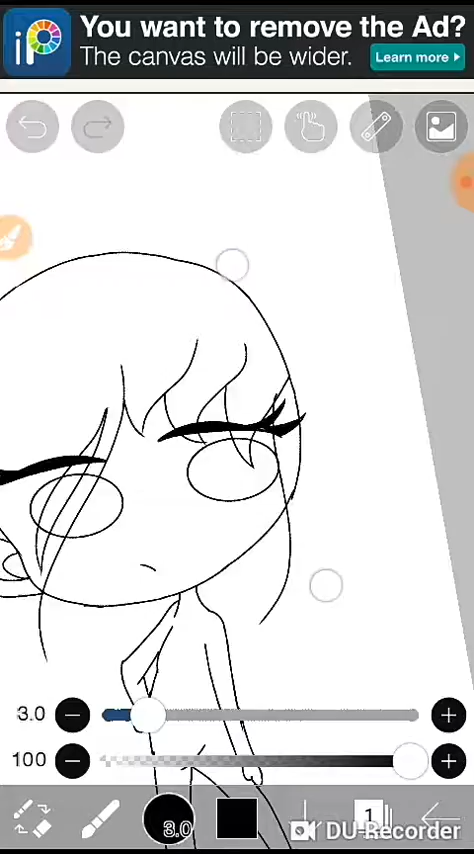 iP
You want to remove the Ad?
The canvas will be wider.
Learn more
3.0
100
3.0
1
DU-Recorder